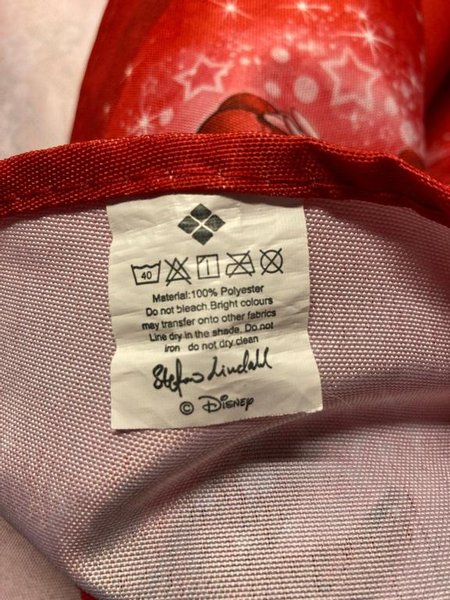 40
Material:100% Polyester
Do not bleach.Bright colours
may transfer onto other fabrics
Line dry in the shade. Do not
iron do not dry clean
Stefan Lindahl
© Disney